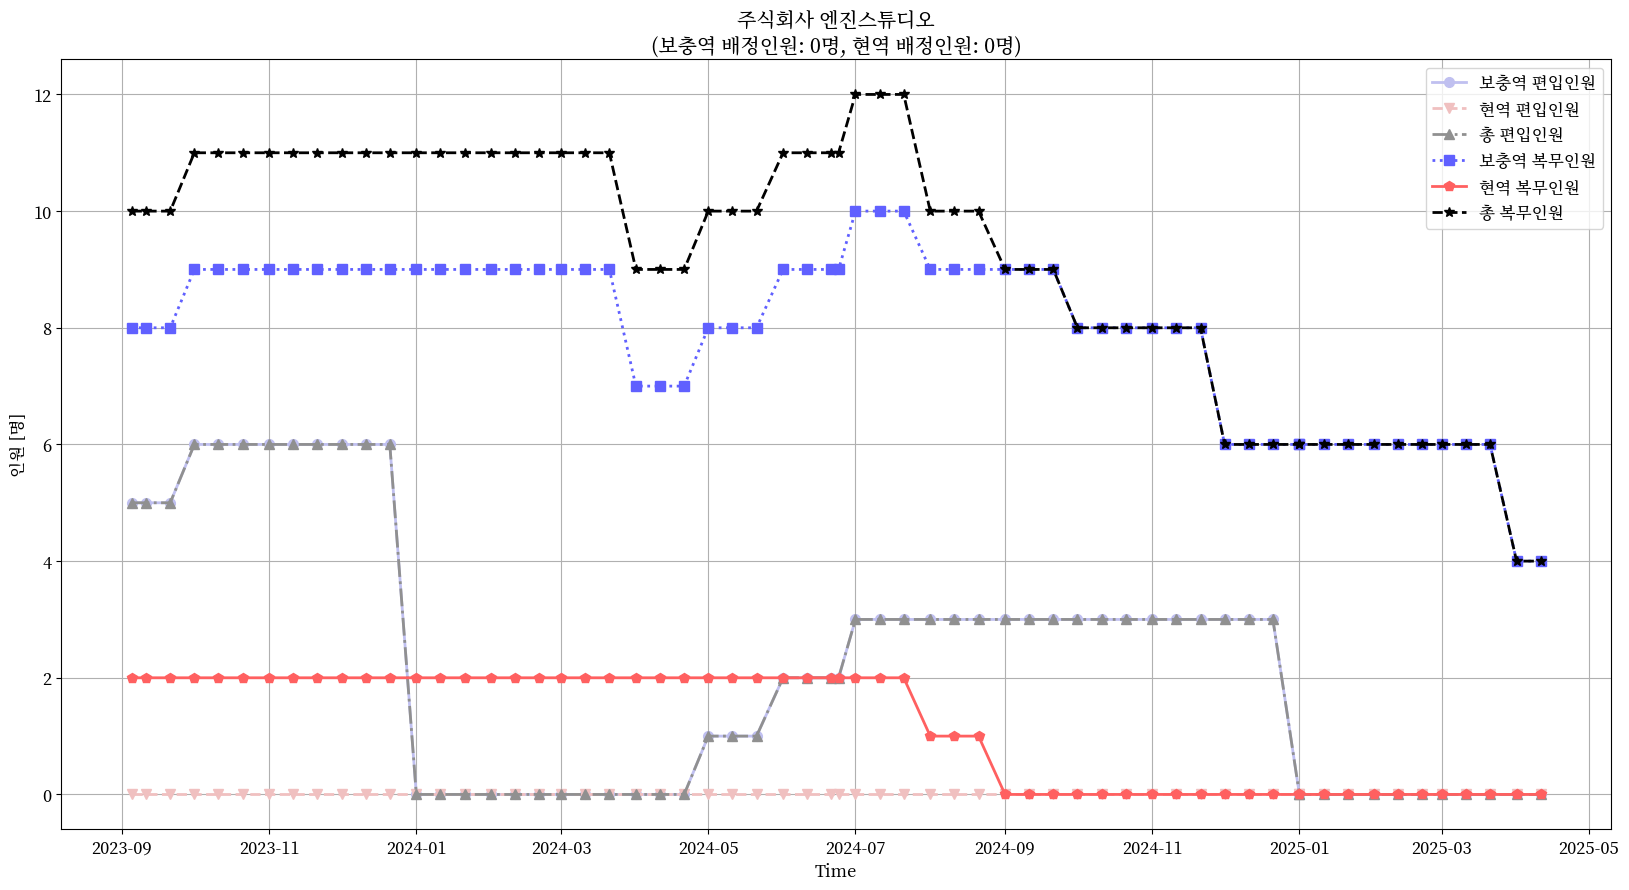 주식회사 엔진스튜디오
(보충역 배정인원: 0명, 현역 배정인원: 0명)
보충역 편입인원
현역 편입인원
총 편입인원
보충역 복무인원
현역 복무인원
총 복무인원
인원 [명]
12
10
8
6
4
2
0
2023-09
2023-11
2024-01
2024-03
2024-05
2024-07
2024-09
2024-11
2025-01
2025-03
2025-05
Time